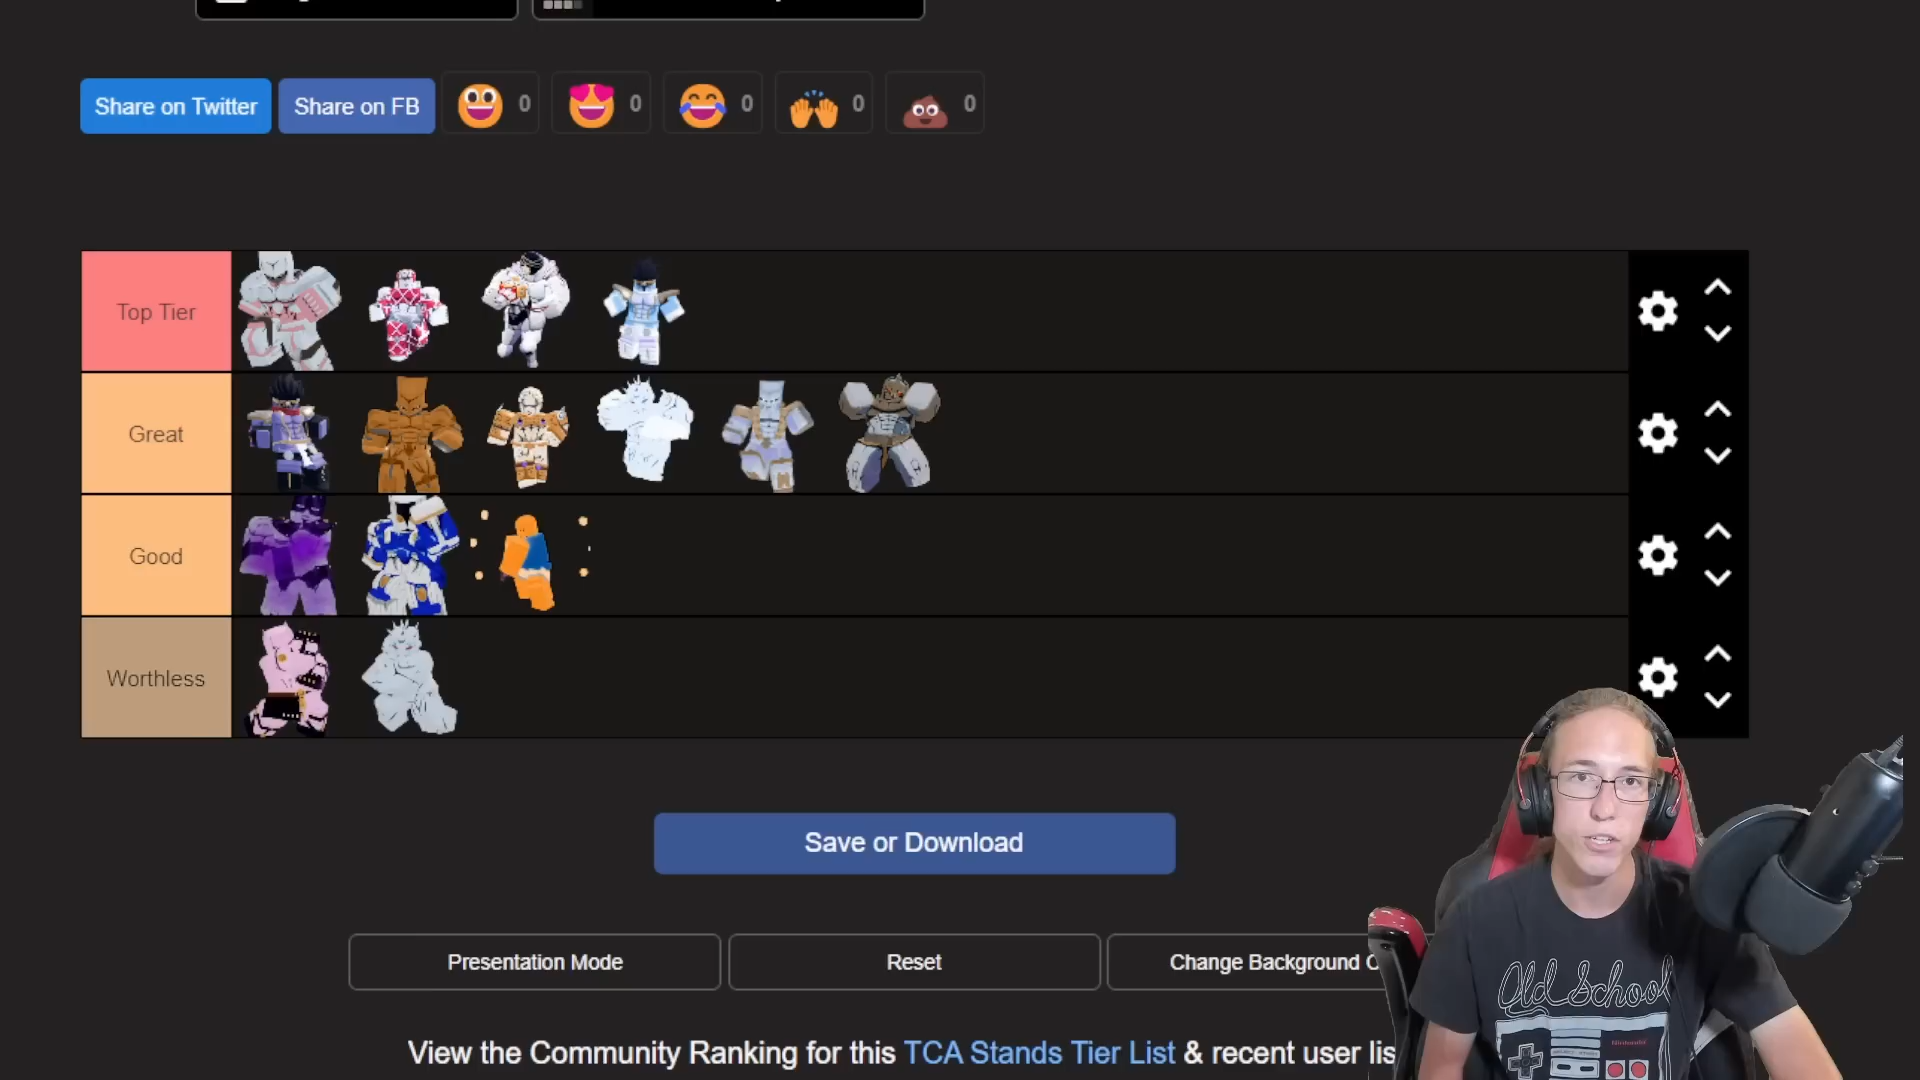 Share on Twitter
Share on FB
0
0
0
0
0
Top Tier
Great
Good
Worthless
Save or Download
Presentation Mode
Reset
Change Background
View the Community Ranking for this TCA Stands Tier List & recent user lis
Old School
Nintendo